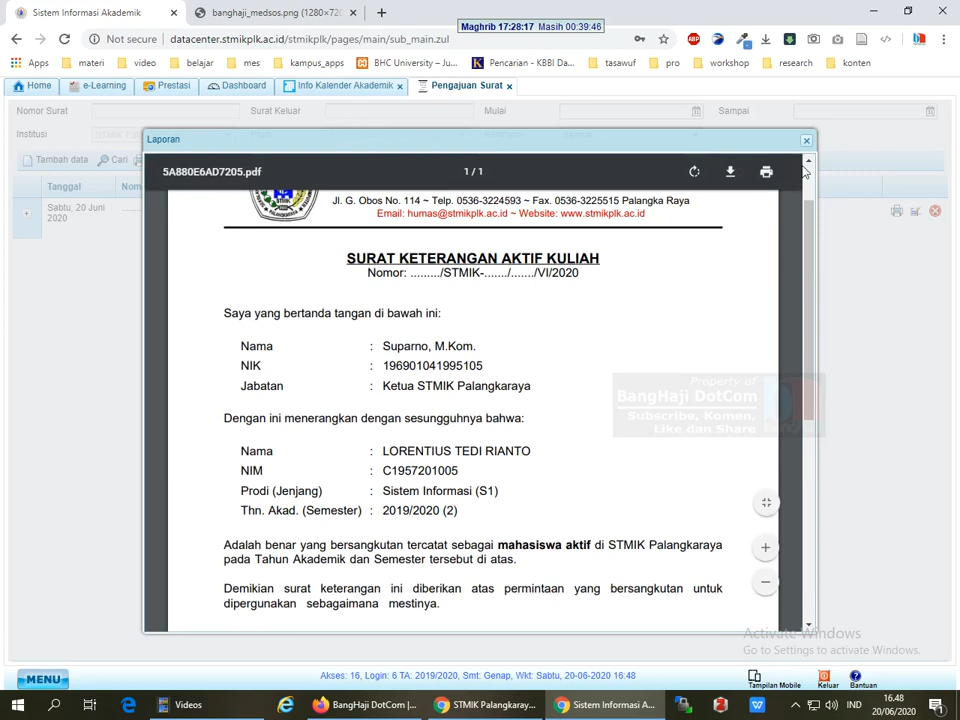 Sistem Informasi Akademik
banghaji_medsos.png (1280×720
Maghrib 17:28:17 Masih 00:39:46
Not secure datacenter.stmikplk.ac.id/stmikplk/pages/main/sub_main.zul
Apps materi video belajar mes kampus_apps BHC University – Ju... Pencarian - KBBI Da... tasawuf pro workshop research konten
Home e-Learning Prestasi Dashboard Info Kalender Akademik Pengajuan Surat
Nomor Surat Surat Keluar Mulai Sampai
Institusi
Tambah data Cari
Tanggal
Sabtu, 20 Juni 2020
Laporan
5A880E6AD7205.pdf 1 / 1
Jl. G. Obos No. 114 ~ Telp. 0536-3224593 ~ Fax. 0536-3225515 Palangka Raya
Email: humas@stmikplk.ac.id ~ Website: www.stmikplk.ac.id
SURAT KETERANGAN AKTIF KULIAH
Nomor: ........./STMIK-......./......./VI/2020
Saya yang bertanda tangan di bawah ini:
Nama : Suparno, M.Kom.
NIK : 196901041995105
Jabatan : Ketua STMIK Palangkaraya
Dengan ini menerangkan dengan sesungguhnya bahwa:
Nama : LORENTIUS TEDI RIANTO
NIM : C1957201005
Prodi (Jenjang) : Sistem Informasi (S1)
Thn. Akad. (Semester) : 2019/2020 (2)
Adalah benar yang bersangkutan tercatat sebagai mahasiswa aktif di STMIK Palangkaraya
pada Tahun Akademik dan Semester tersebut di atas.
Demikian surat keterangan ini diberikan atas permintaan yang bersangkutan untuk
dipergunakan sebagaimana mestinya.
Property of
BangHaji DotCom
Subscribe, Komen,
Like dan Share
Activate Windows
Go to Settings to activate Windows.
MENU
Akses: 16, Login: 6 TA: 2019/2020, Smt: Genap, Wkt: Sabtu, 20-06-2020 16:48
Tampilan Mobile Keluar Bantuan
Videos BangHaji DotCom |... STMIK Palangkaray... Sistem Informasi A...
IND
16.48
20/06/2020